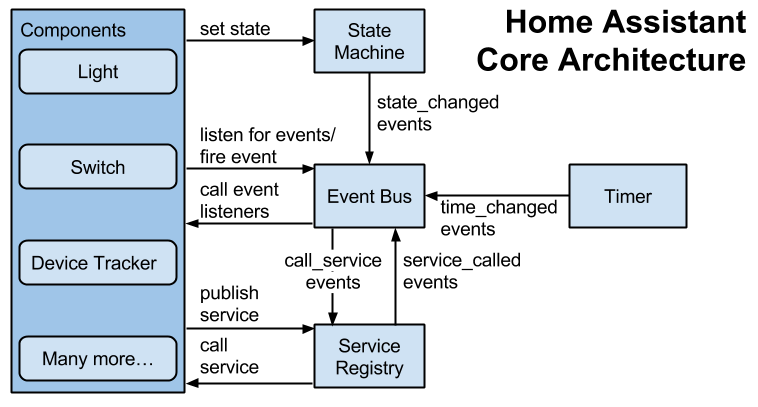 Home Assistant
Core Architecture
Components
Light
Switch
Device Tracker
Many more…
set state
State
Machine
state_changed
events
listen for events/
fire event
call event
listeners
Event Bus
time_changed
events
Timer
call_service
events
service_called
events
publish
service
call
service
Service
Registry